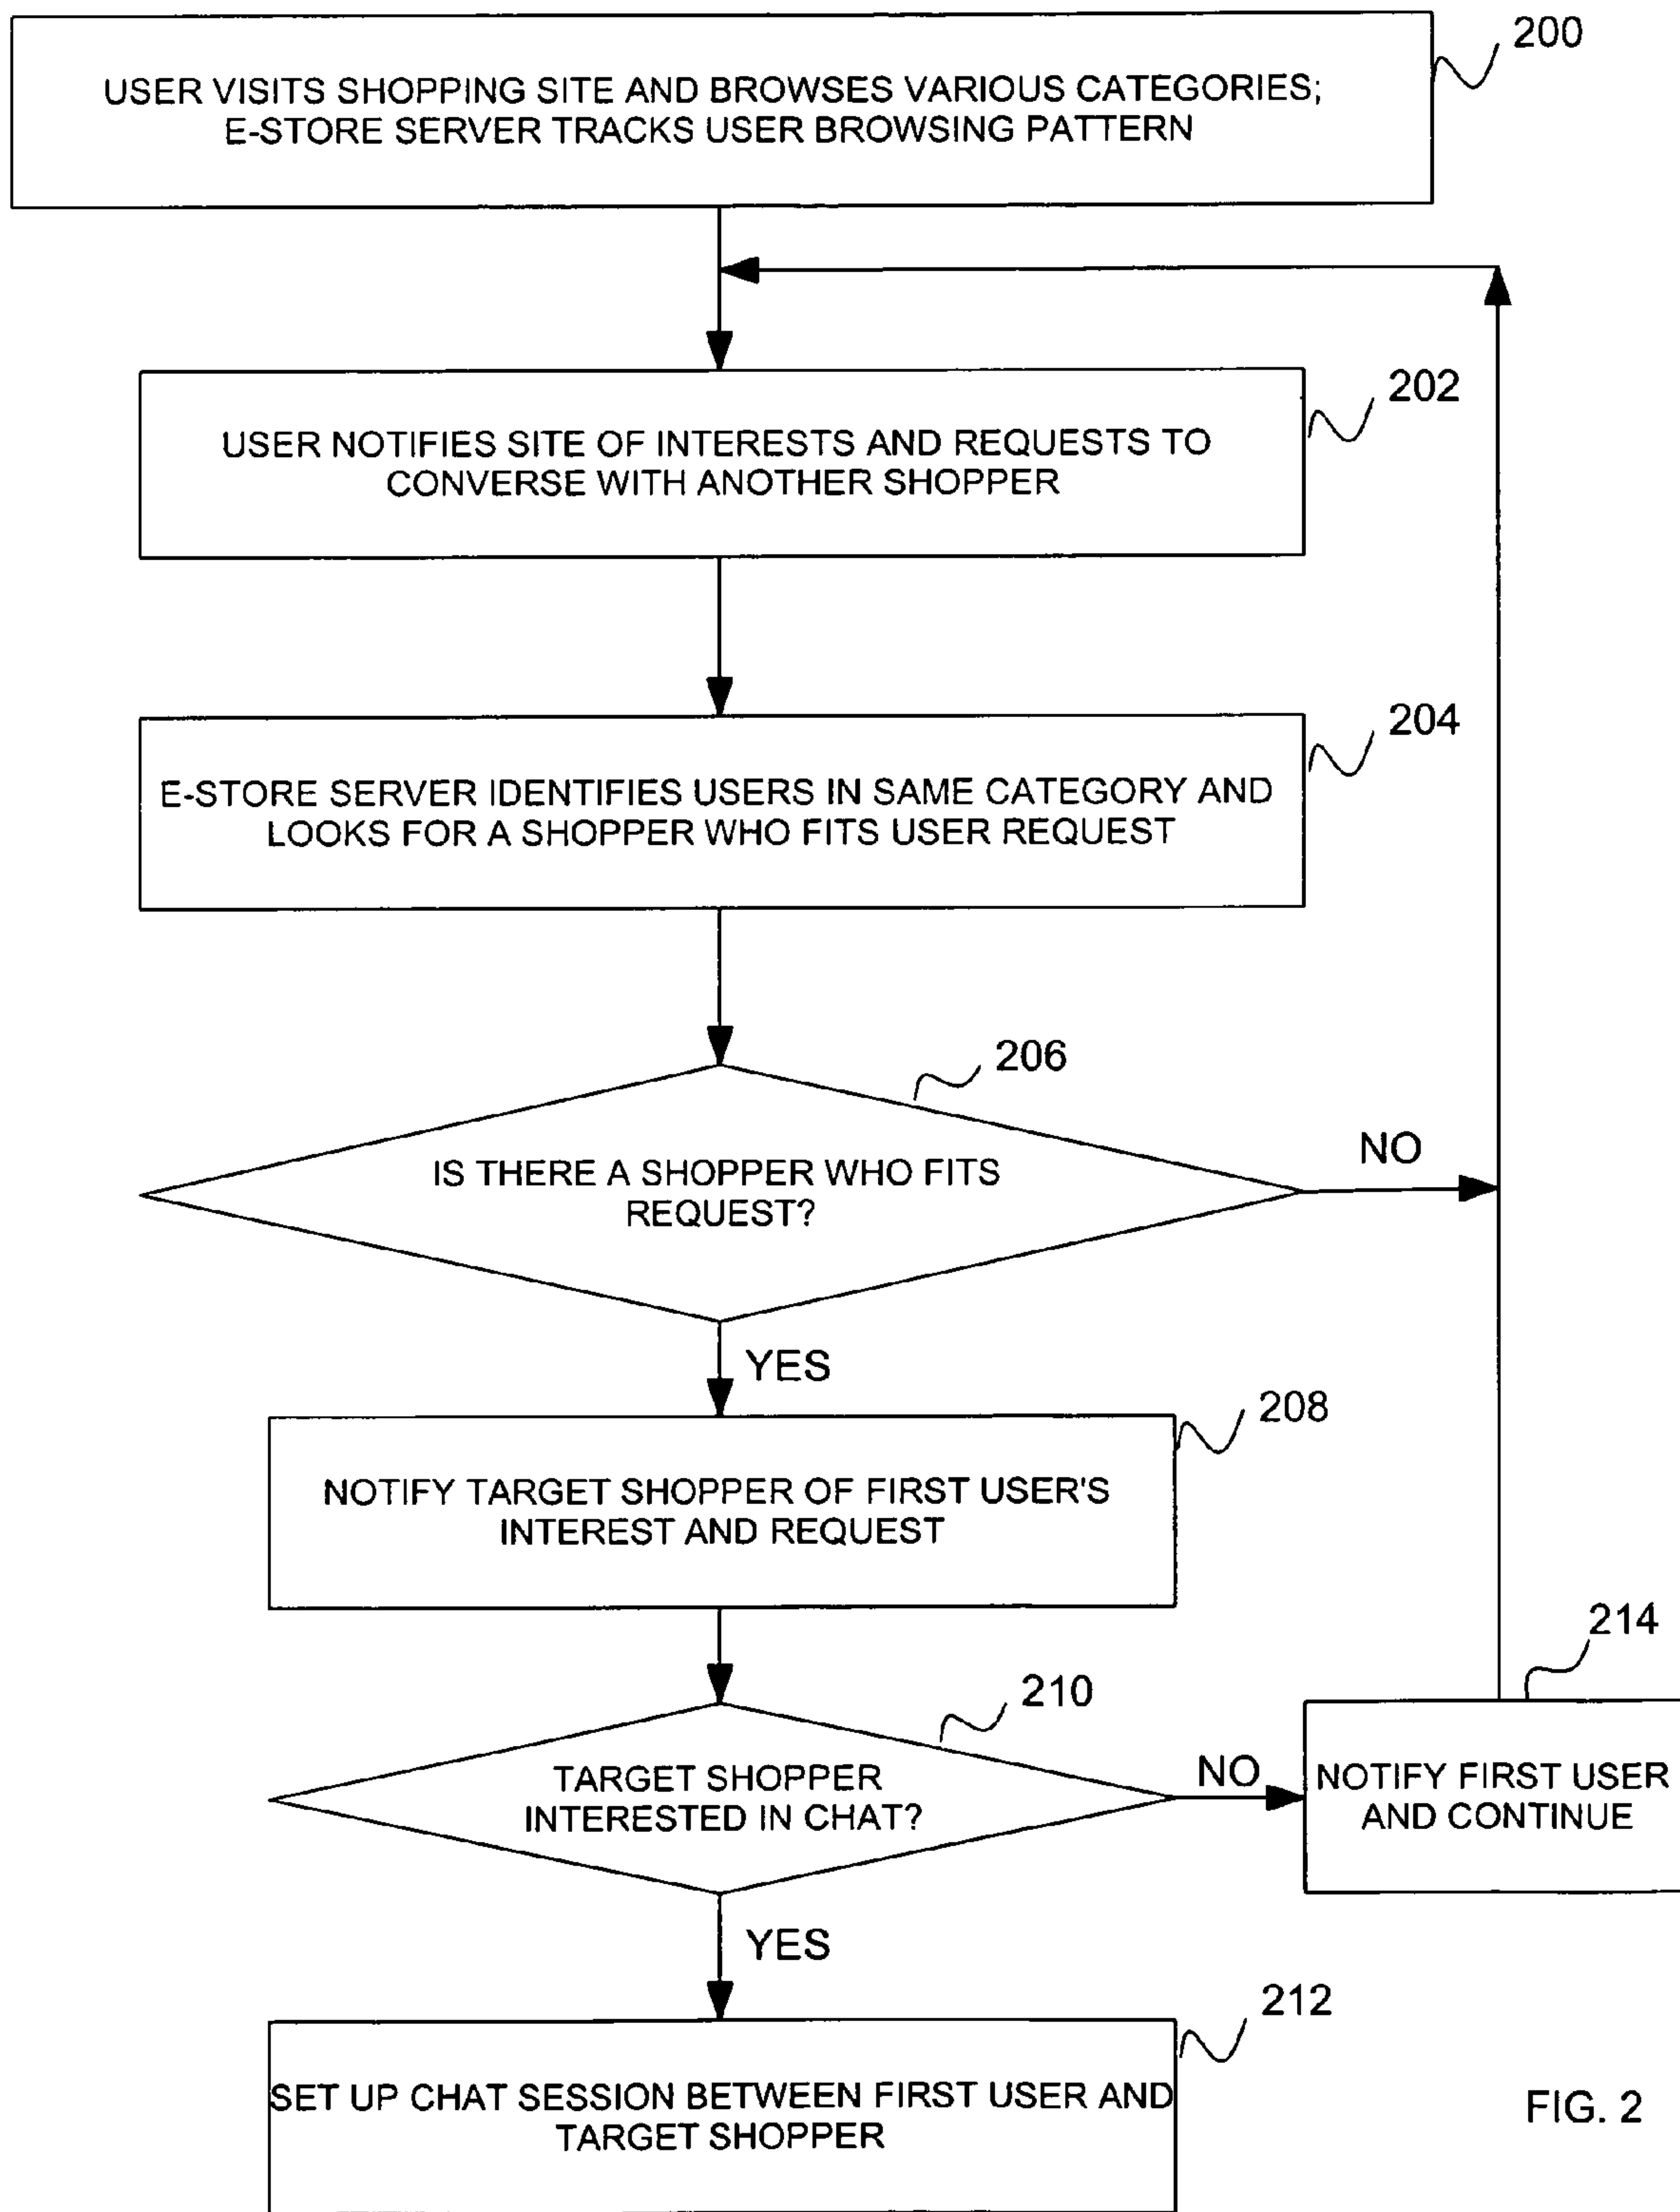 200
USER VISITS SHOPPING SITE AND BROWSES VARIOUS CATEGORIES;
E-STORE SERVER TRACKS USER BROWSING PATTERN
202
USER NOTIFIES SITE OF INTERESTS AND REQUESTS TO
CONVERSE WITH ANOTHER SHOPPER
204
E-STORE SERVER IDENTIFIES USERS IN SAME CATEGORY AND
LOOKS FOR A SHOPPER WHO FITS USER REQUEST
206
IS THERE A SHOPPER WHO FITS
REQUEST?
NO
YES
208
NOTIFY TARGET SHOPPER OF FIRST USER'S
INTEREST AND REQUEST
210
TARGET SHOPPER
INTERESTED IN CHAT?
NO
214
NOTIFY FIRST USER
AND CONTINUE
YES
212
SET UP CHAT SESSION BETWEEN FIRST USER AND
TARGET SHOPPER
FIG. 2